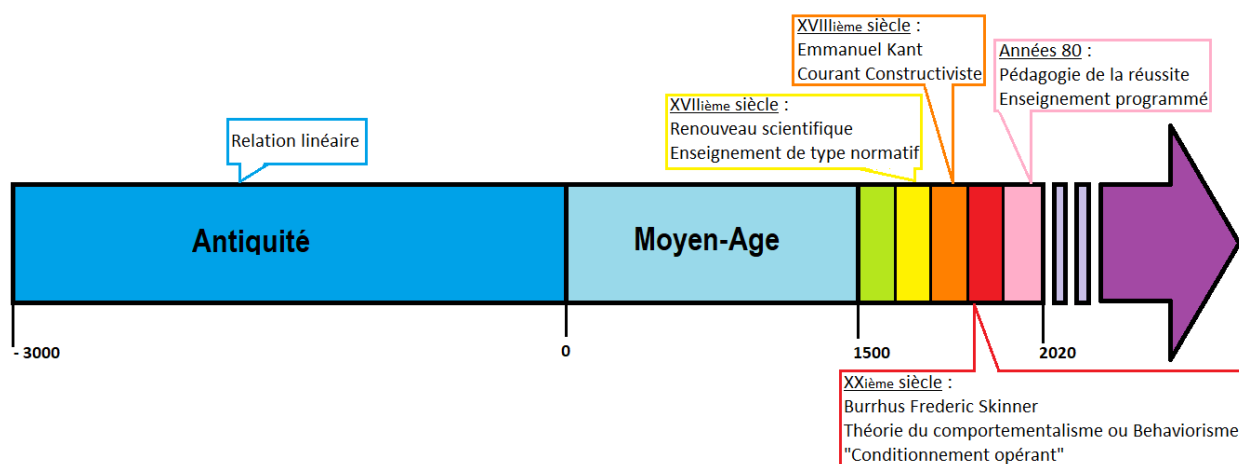 XVIIIième siècle :
Emmanuel Kant
Courant Constructiviste
Années 80 :
Pédagogie de la réussite
Enseignement programmé
XVIIième siècle :
Renouveau scientifique
Enseignement de type normatif
Relation linéaire
Antiquité
Moyen-Age
- 3000
0
1500
2020
XXième siècle :
Burrhus Frederic Skinner
Théorie du comportementalisme ou Behaviorisme
"Conditionnement opérant"